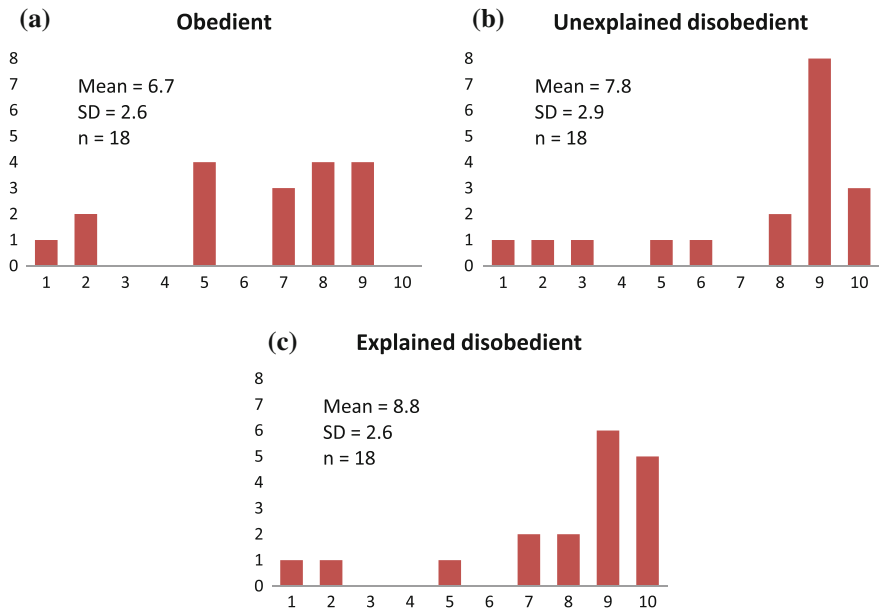 (a) Obedient
8
7
6
5
4
3
2
1
0
Mean = 6.7
SD = 2.6
n = 18
1 2 3 4 5 6 7 8 9 10
(b) Unexplained disobedient
8
7
6
5
4
3
2
1
0
Mean = 7.8
SD = 2.9
n = 18
1 2 3 4 5 6 7 8 9 10
(c) Explained disobedient
8
7
6
5
4
3
2
1
0
Mean = 8.8
SD = 2.6
n = 18
1 2 3 4 5 6 7 8 9 10